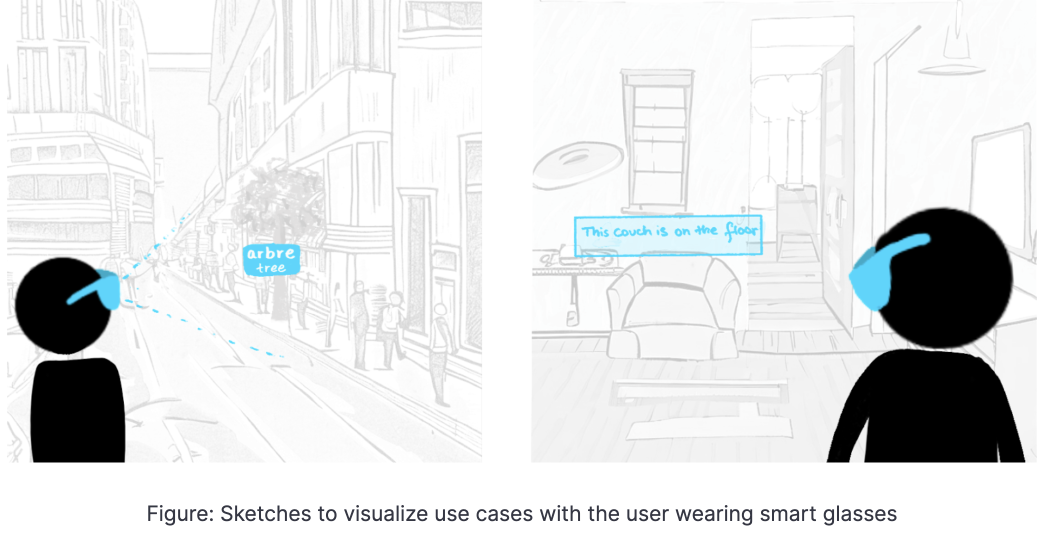 arbre
tree
This couch is on the floor
Figure: Sketches to visualize use cases with the user wearing smart glasses